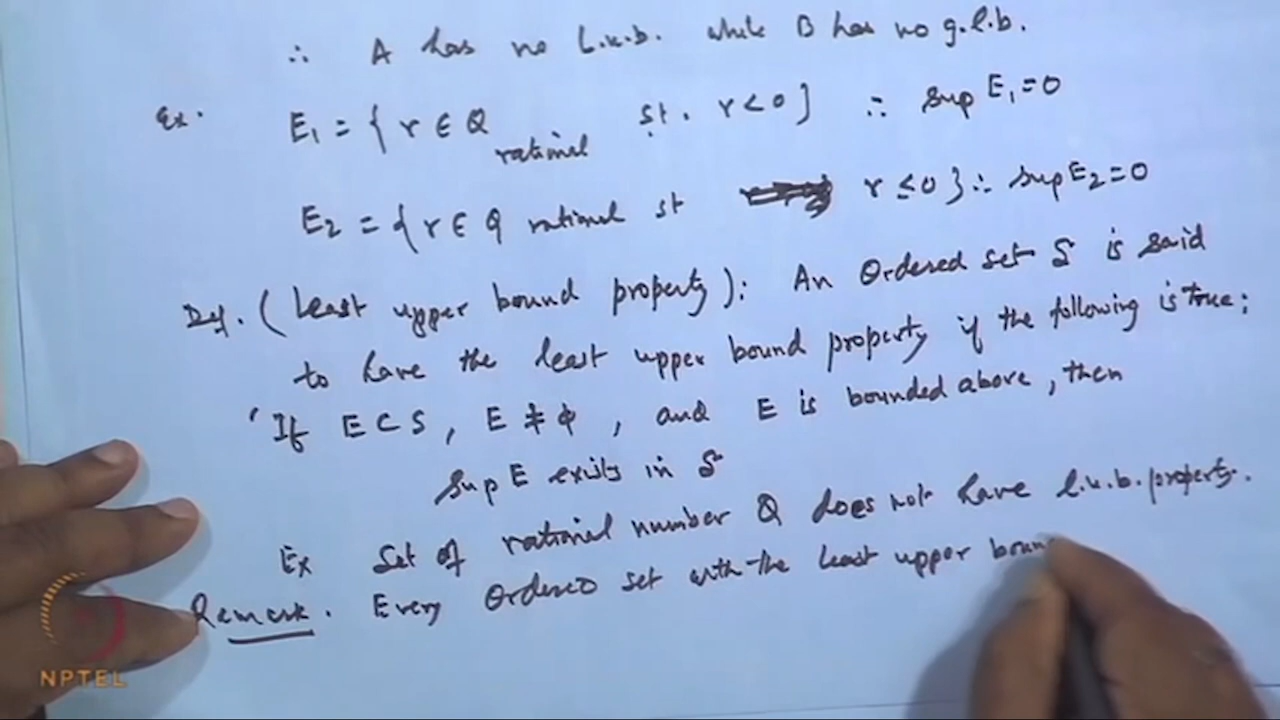 ∴ A has no l.u.b. while B has no g.l.b.
Ex. E₁ = { r ∈ Q rational st. r < 0 } ∴ Sup E₁ = 0
E₂ = { r ∈ Q rational st r ≤ 0 } ∴ Sup E₂ = 0
Def. (Least upper bound property): An Ordered set S is said
to have the least upper bound property if the following is true:
'If E ⊂ S, E ≠ φ, and E is bounded above, then
Sup E exits in S
Ex Set of rational number Q does not have l.u.b. property.
Remark. Every Ordered set with the least upper boun
NPTEL